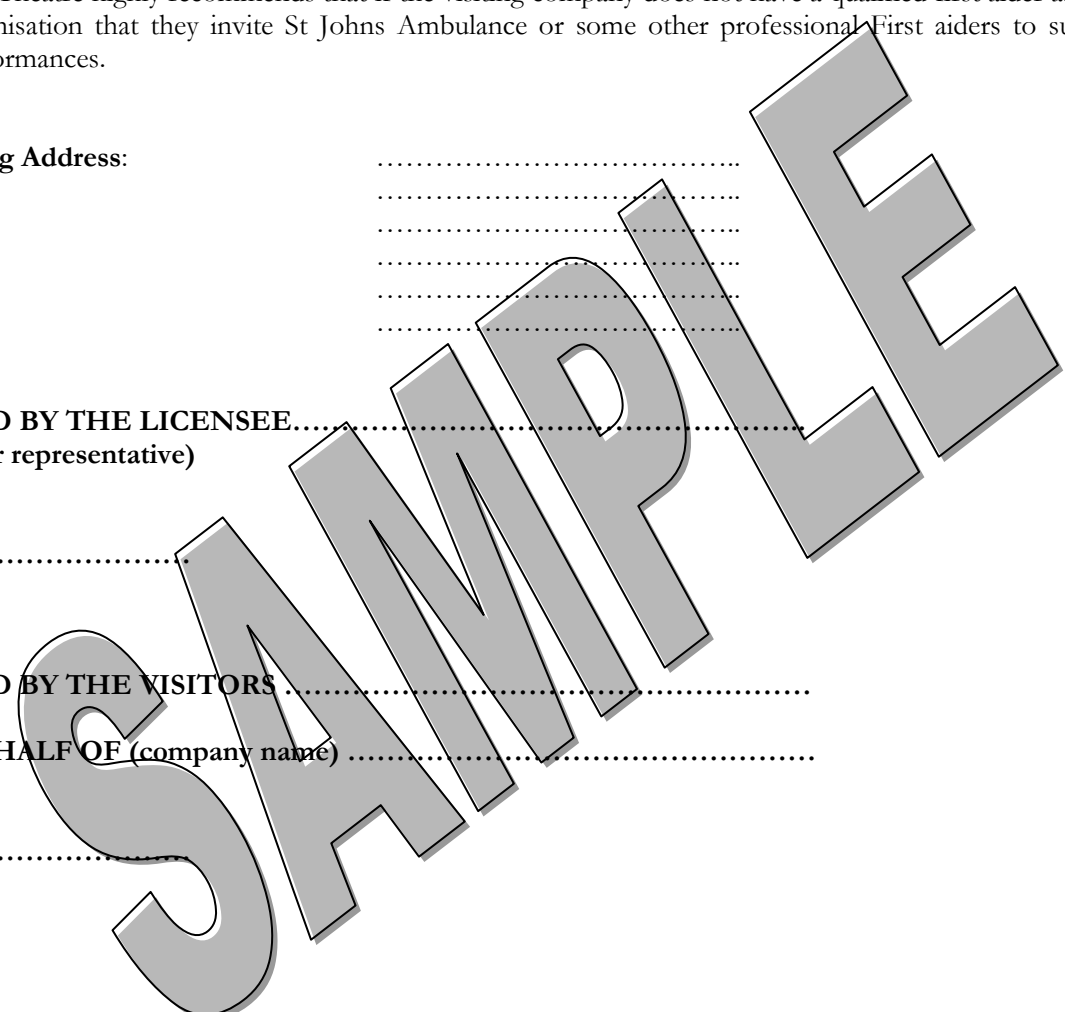 Theatre highly recommends that if the visiting company does not have a qualified first aider
nisation that they invite St Johns Ambulance or some other professional First aiders to su
ormances.
g Address: …………………………………..
…………………………………..
…………………………………..
…………………………………..
…………………………………..
…………………………………..
D BY THE LICENSEE……………………………………………………
r representative)
…………………
D BY THE VISITORS ……………………………………………………
HALF OF (company name) ………………………………………………
…………………
SAMPLE